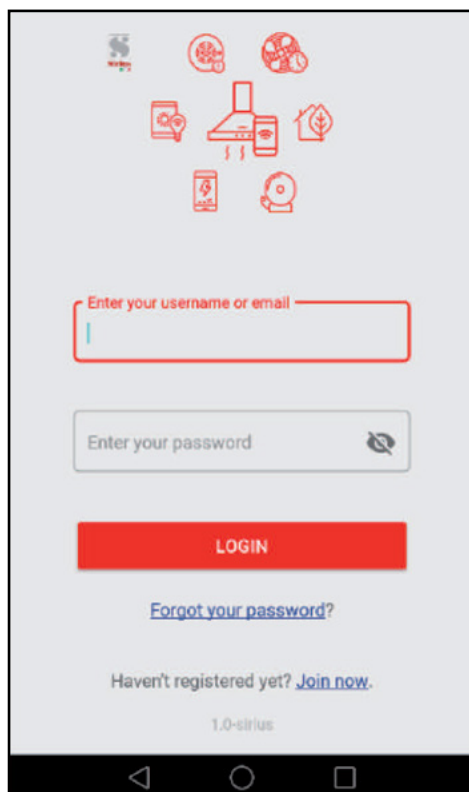 Sirius
Enter your username or email
Enter your password
LOGIN
Forgot your password?
Haven't registered yet? Join now.
1.0-sirius